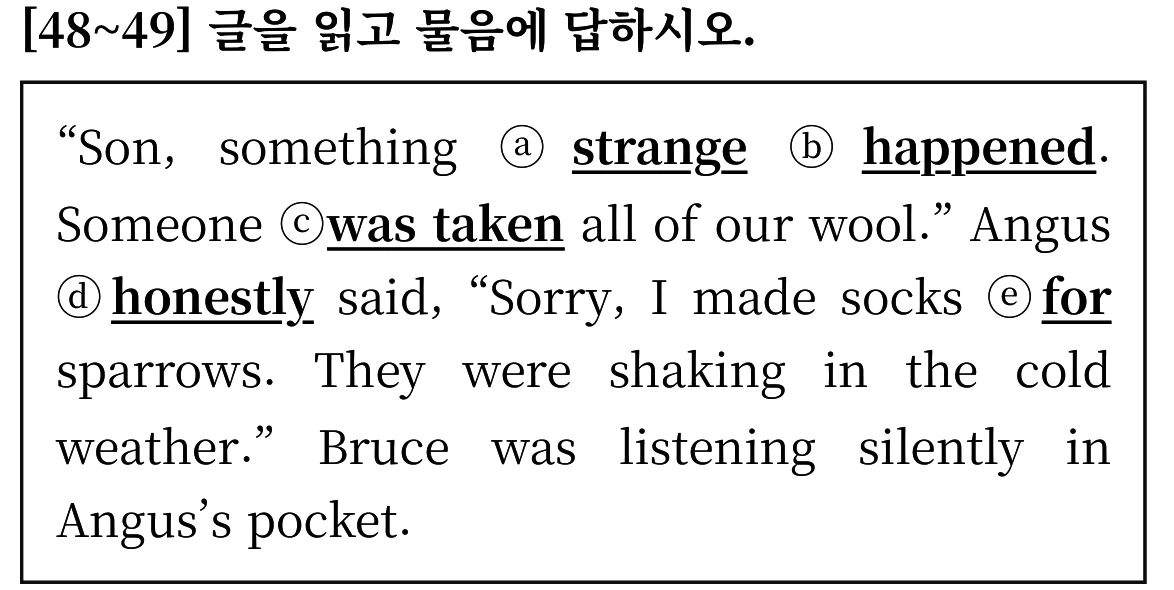 [48~49] 글을 읽고 물음에 답하시오.
“Son, something ⓐ strange ⓑ happened.
Someone ⓒwas taken all of our wool.” Angus
ⓓ honestly said, “Sorry, I made socks ⓔ for
sparrows. They were shaking in the cold
weather.” Bruce was listening silently in
Angus’s pocket.